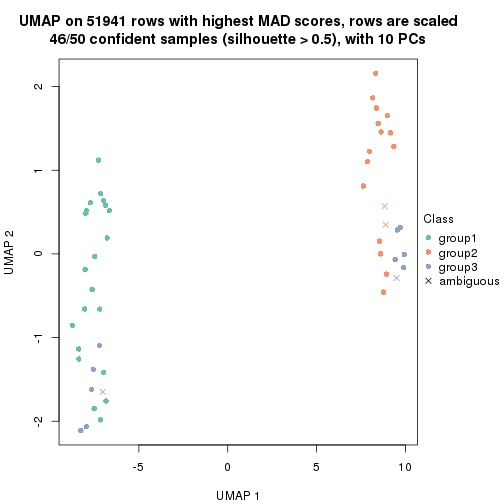 UMAP on 51941 rows with highest MAD scores, rows are scaled
46/50 confident samples (silhouette > 0.5), with 10 PCs
2
1
0
-1
-2
UMAP 2
-5
0
5
10
UMAP 1
Class
group1
group2
group3
ambiguous